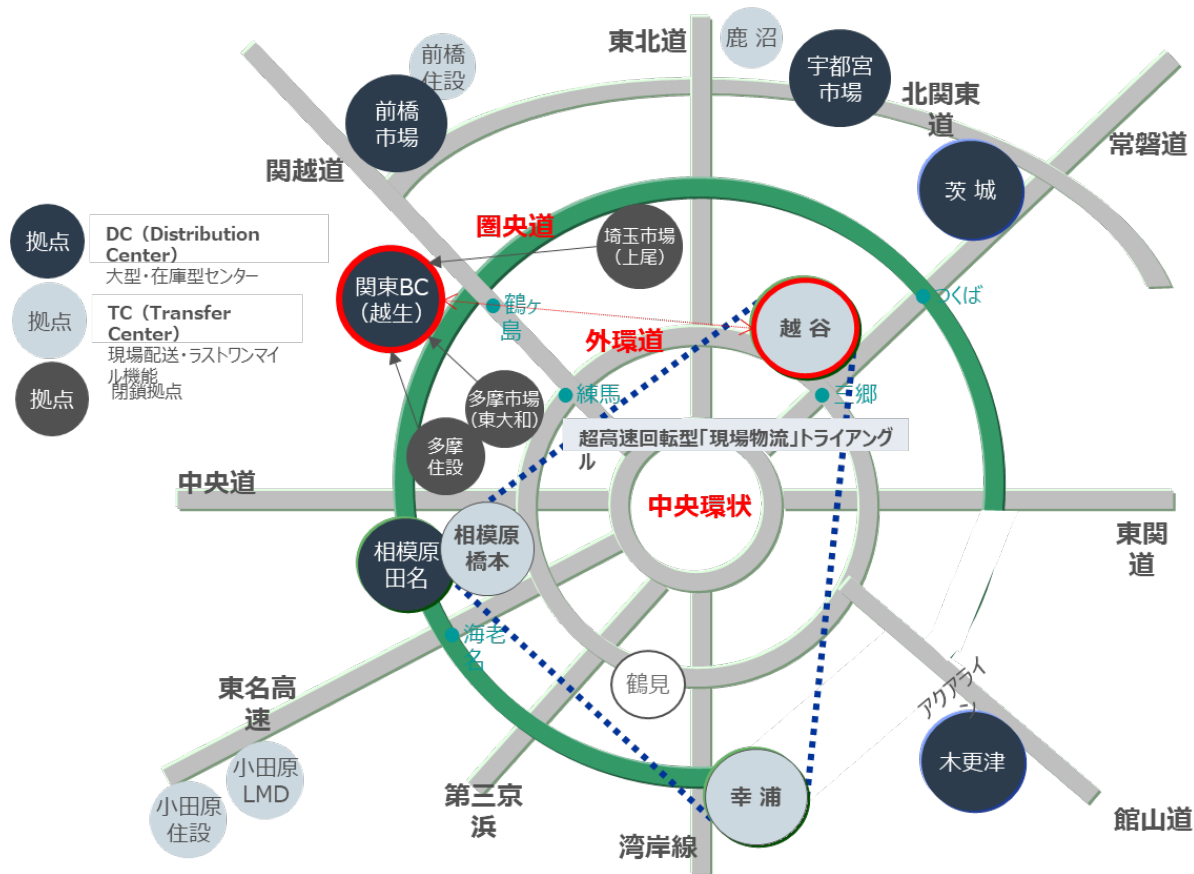 東北道
鹿 沼
前橋
住設
宇都宮
市場
北関東
道
前橋
市場
常磐道
関越道
茨 城
拠点
DC（Distribution
Center）
大型・在庫型センター
圏央道
埼玉市場
（上尾）
関東BC
（越生）
拠点
TC（Transfer
Center）
現場配送・ラストワンマイ
ル機能
閉鎖拠点
拠点
鶴ヶ
島
つくば
外環道
越 谷
練馬
三郷
多摩市場
（東大和）
超高速回転型「現場物流」トライアング
ル
多摩
住設
中央道
中央環状
東関
道
相模原
田名
相模原
橋本
海老
名
鶴見
東名高
速
アクアライ
ン
木更津
小田原
LMD
小田原
住設
第三京
浜
幸 浦
湾岸線
館山道